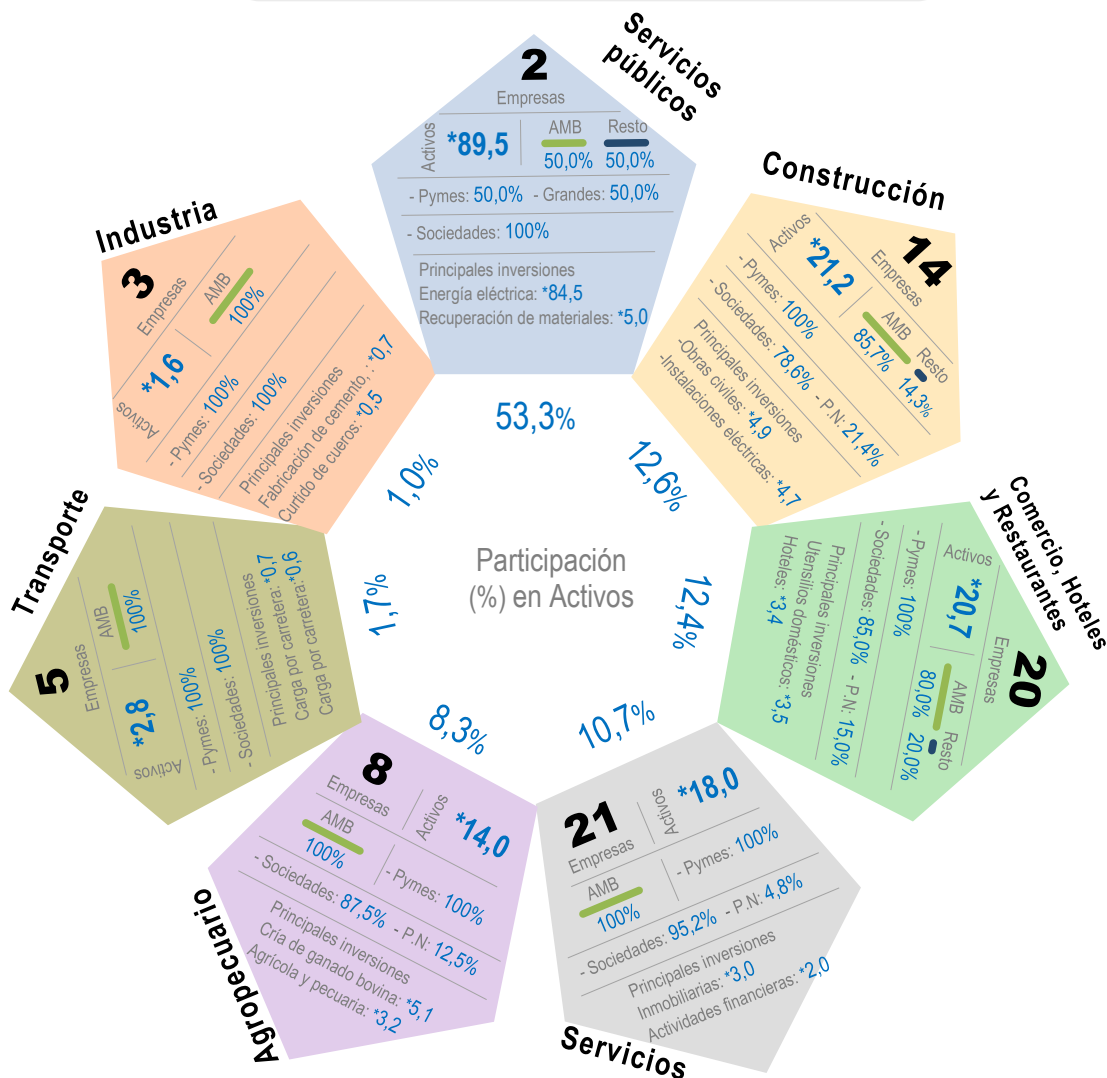 Servicios
públicos
2
Empresas
Activos
*89,5
AMB
50,0%
Resto
50,0%
- Pymes: 50,0% - Grandes: 50,0%
- Sociedades: 100%
Principales inversiones
Energía eléctrica: *84,5
Recuperación de materiales: *5,0
53,3%
Construcción
14
Empresas
Activos
*21,2
AMB
85,7%
Resto
14,3%
- Pymes: 100%
- Sociedades: 78,6% - P.N: 21,4%
Principales inversiones
-Obras civiles: *4,9
-Instalaciones eléctricas: *4,7
12,6%
Comercio, Hoteles
y Restaurantes
20
Empresas
Activos
*20,7
AMB
80,0%
Resto
20,0%
- Pymes: 100%
- Sociedades: 85,0% - P.N: 15,0%
Principales inversiones
Utensilios domésticos: *3,5
Hoteles: *3,4
12,4%
Servicios
21
Empresas
Activos
*18,0
AMB
100%
- Pymes: 100%
- Sociedades: 95,2% - P.N: 4,8%
Principales inversiones
Inmobiliarias: *3,0
Actividades financieras: *2,0
10,7%
Agropecuario
8
Empresas
Activos
*14,0
AMB
100%
- Pymes: 100%
- Sociedades: 87,5% - P.N: 12,5%
Principales inversiones
Cría de ganado bovina: *5,1
Agrícola y pecuaria: *3,2
8,3%
Transporte
5
Empresas
Activos
*2,8
AMB
100%
- Pymes: 100%
- Sociedades: 100%
Principales inversiones
Carga por carretera: *0,7
Carga por carretera: *0,6
1,7%
Industria
3
Empresas
Activos
*1,6
AMB
100%
- Pymes: 100%
- Sociedades: 100%
Principales inversiones
Fabricación de cemento, : *0,7
Curtido de cueros: *0,5
1,0%
Participación
(%) en Activos